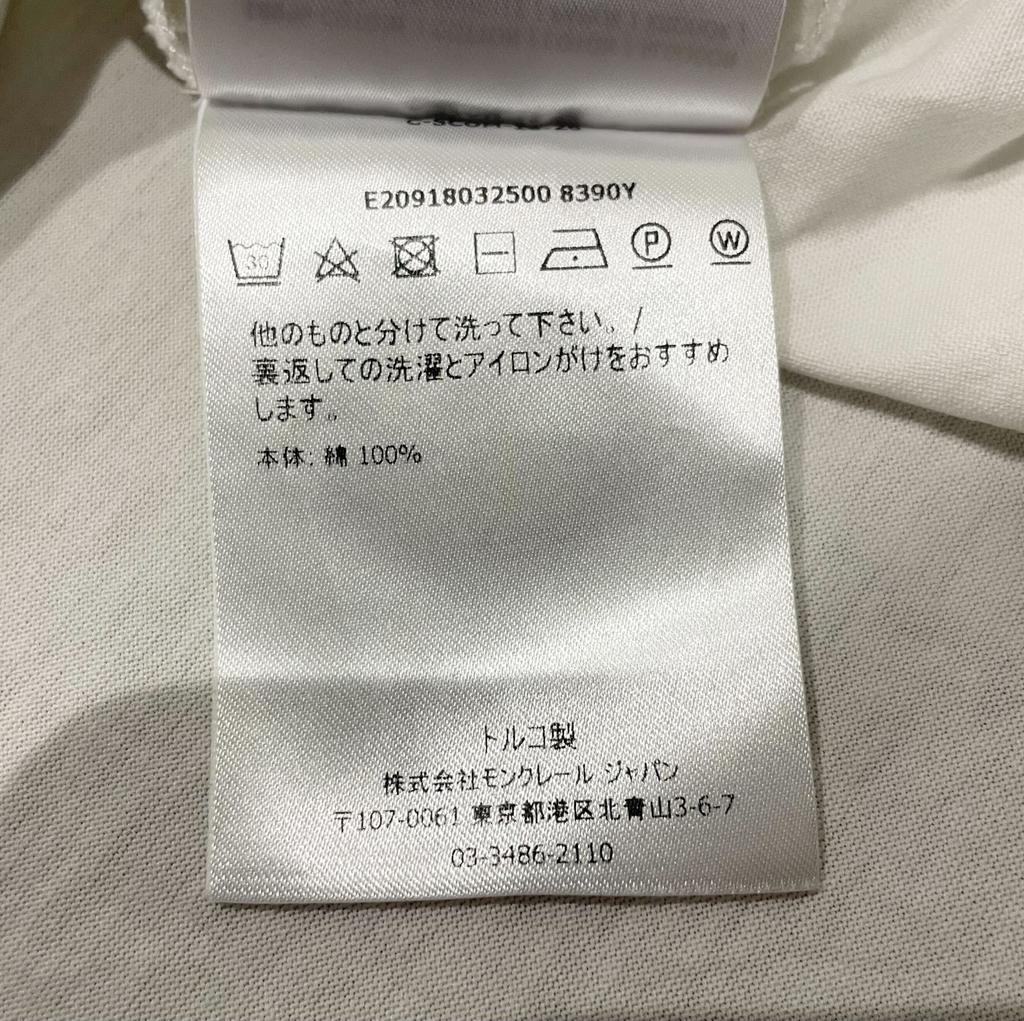 E20918032500 8390Y
30 P W
他のものと分けて洗って下さい。/
裏返しての洗濯とアイロンがけをおすすめ
します。
本体: 綿 100%
トルコ製
株式会社モンクレール ジャパン
〒107-0061 東京都港区北青山3-6-7
03-3486-2110